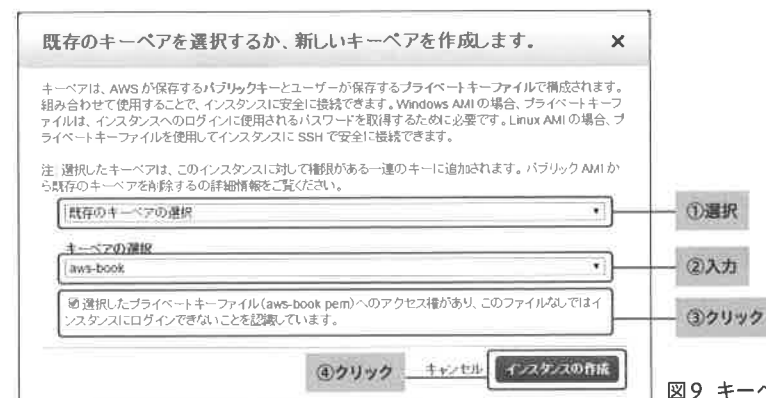 既存のキーペアを選択するか、新しいキーペアを作成します。 ×
キーペアは、AWS が保存するパブリックキーとユーザーが保存するプライベートキーファイルで構成されます。
組み合わせて使用することで、インスタンスに安全に接続できます。Windows AMI の場合、プライベートキーフ
ァイルは、インスタンスへのログインに使用されるパスワードを取得するために必要です。Linux AMI の場合、プ
ライベートキーファイルを使用してインスタンスに SSH で安全に接続できます。
注: 選択したキーペアは、このインスタンスに対して権限がある一連のキーに追加されます。パブリック AMI か
ら既存のキーペアを削除するの詳細情報をご覧ください。
既存のキーペアの選択
①選択
キーペアの選択
aws-book
②入力
選択したプライベートキーファイル(aws-book.pem)へのアクセス権があり、このファイルなしではイ
ンスタンスにログインできないことを認識しています。
③クリック
④クリック
キャンセル
インスタンスの作成
図9 キーペ